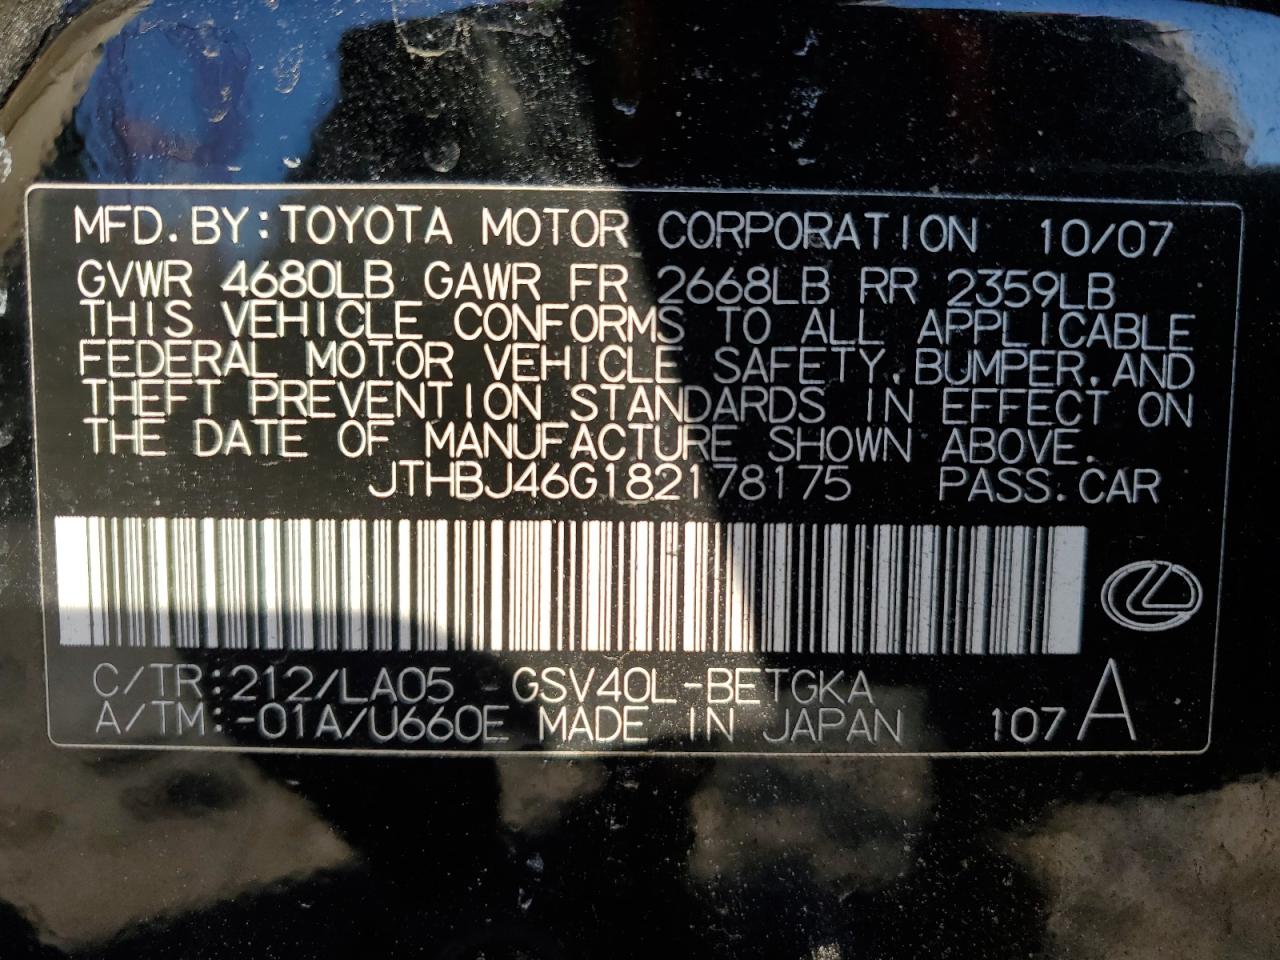 MFD. BY: TOYOTA MOTOR CORPORATION 10/07
GVWR 4680LB GAWR FR 2668LB RR 2359LB
THIS VEHICLE CONFORMS TO ALL APPLICABLE
FEDERAL MOTOR VEHICLE SAFETY, BUMPER, AND
THEFT PREVENTION STANDARDS IN EFFECT ON
THE DATE OF MANUFACTURE SHOWN ABOVE.
JTHBJ46G182178175 PASS. CAR
C/TR: 212/LA05 GSV40L-BETGKA
A/TM: -01A/U660E MADE IN JAPAN 107 A